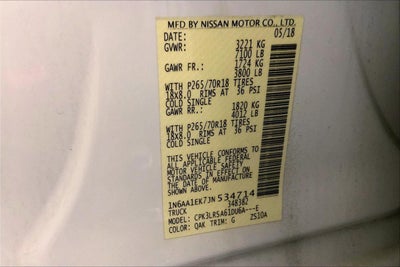 MFD BY NISSAN MOTOR CO., LTD.
DATE: 05/18
GVWR: 3221 KG
7100 LB
GAWR FR.: 1724 KG
3800 LB
WITH P265/70R18 TIRES
18x8.0 RIMS AT 36 PSI
COLD SINGLE
GAWR RR.: 1820 KG
4012 LB
WITH P265/70R18 TIRES
18x8.0 RIMS AT 36 PSI
COLD SINGLE
THIS VEHICLE CONFORMS TO
ALL APPLICABLE FEDERAL
MOTOR VEHICLE SAFETY
STANDARDS IN EFFECT ON
THE DATE OF MANUFACTURE
SHOWN ABOVE.
1N6AA1EK7JN534714
TRUCK 348382
MODEL: CPK3LRSA61DU6A---E
COLOR: QAK TRIM: G ZS10A